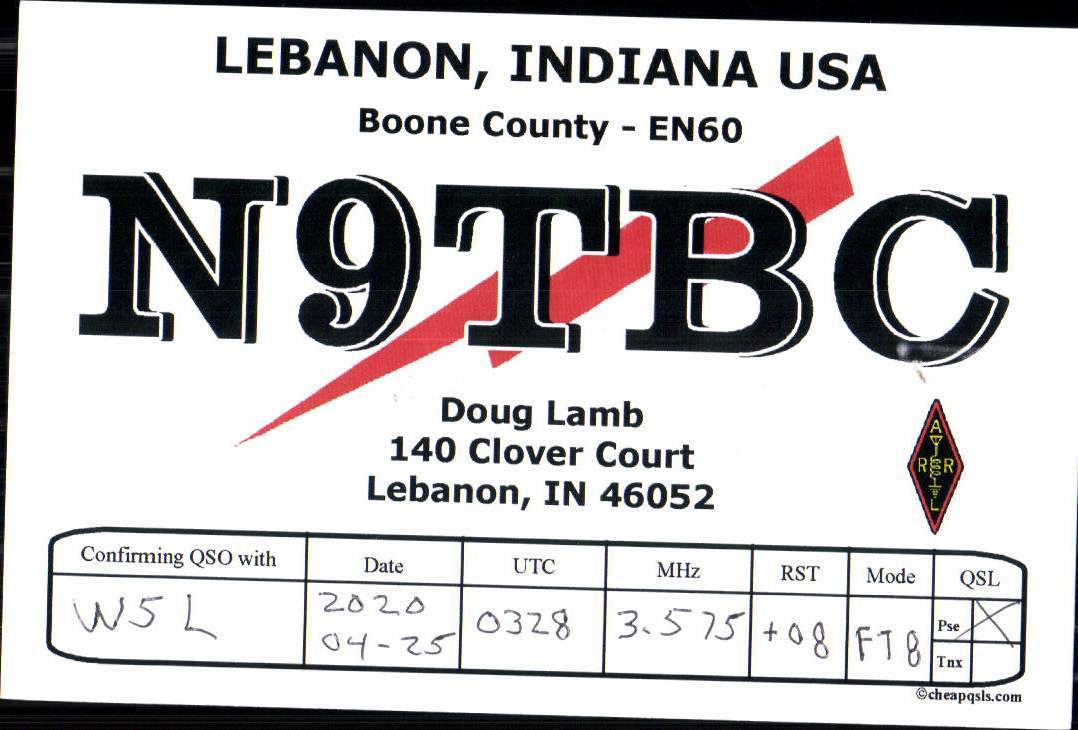 LEBANON, INDIANA USA
Boone County - EN60
N9TBC
Doug Lamb
140 Clover Court
Lebanon, IN 46052
A
R R
L
Confirming QSO with Date UTC MHz RST Mode QSL
W5L 2020 04-25 0328 3.575 +08 FT8 Pse
Tnx
©cheapqsls.com